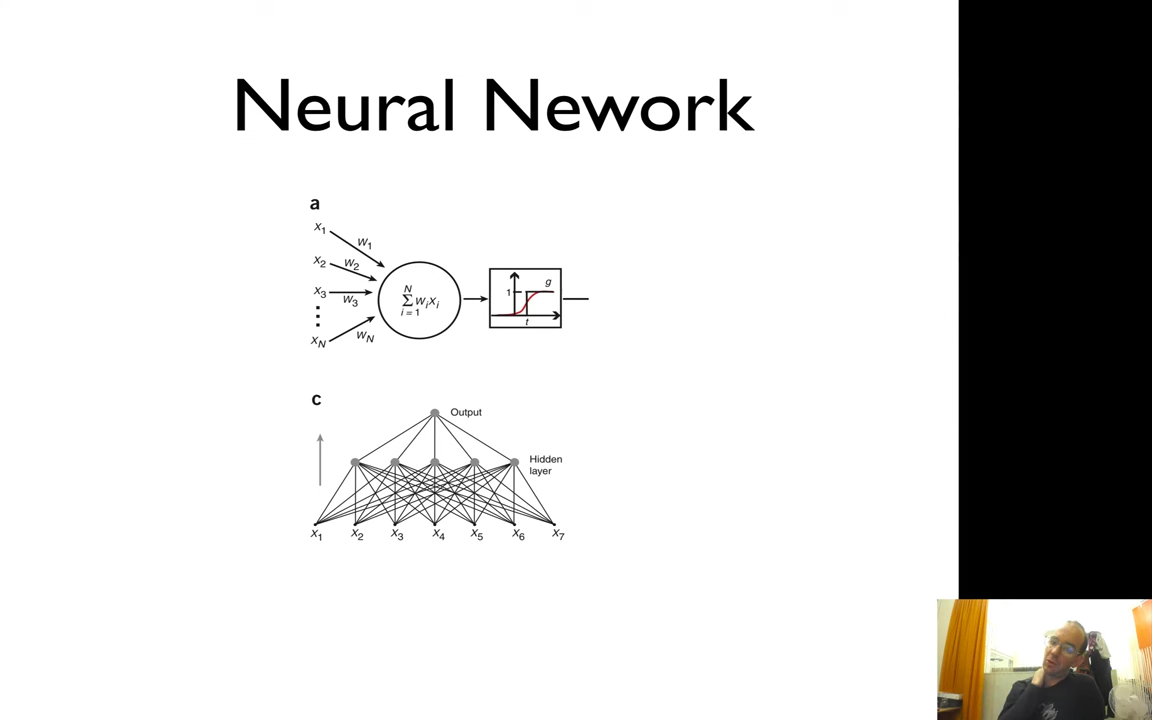 Neural Nework
a
X1
W1
X2
W2
X3
W3
XN
WN
N
Σ wixi
i = 1
1
g
t
c
Output
Hidden
layer
X1 X2 X3 X4 X5 X6 X7